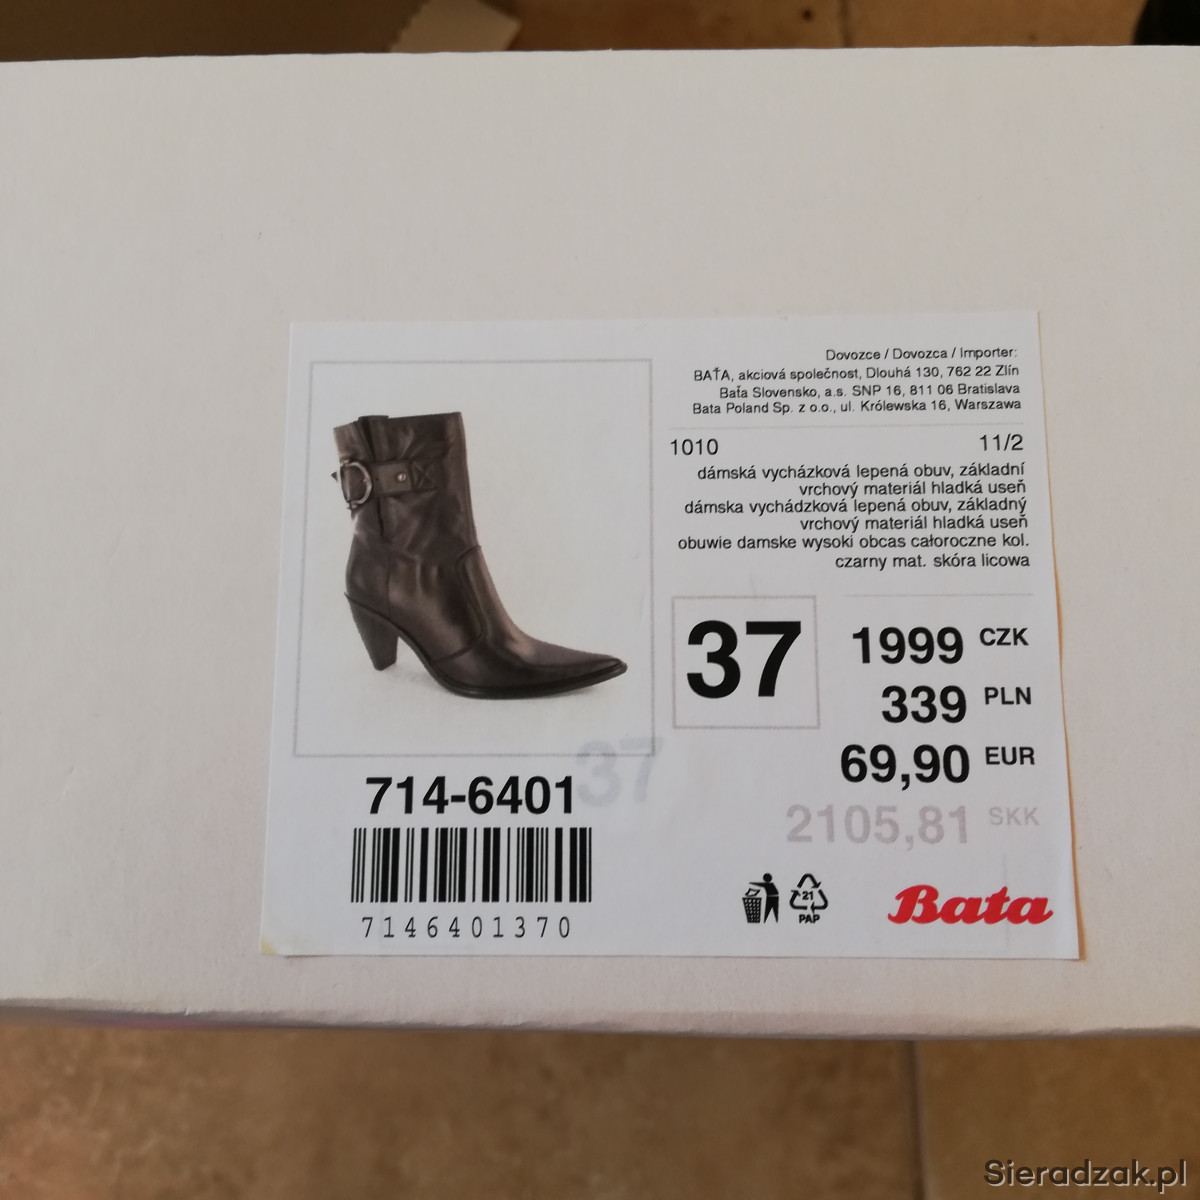 Dovozce / Dovozca / Importer:
BAŤA, akciová společnost, Dlouhá 130, 762 22 Zlín
Baťa Slovensko, a.s. SNP 16, 811 06 Bratislava
Bata Poland Sp. z o.o., ul. Królewska 16, Warszawa
1010 11/2
dámská vycházková lepená obuv, základní
vrchový materiál hladká useň
dámska vychádzková lepená obuv, základný
vrchový materiál hladká useň
obuwie damske wysoki obcas całoroczne kol.
czarny mat. skóra licowa
37
1999 CZK
339 PLN
69,90 EUR
2105,81 SKK
37
714-6401
7146401370
21
PAP
Bata
Sieradzak.pl